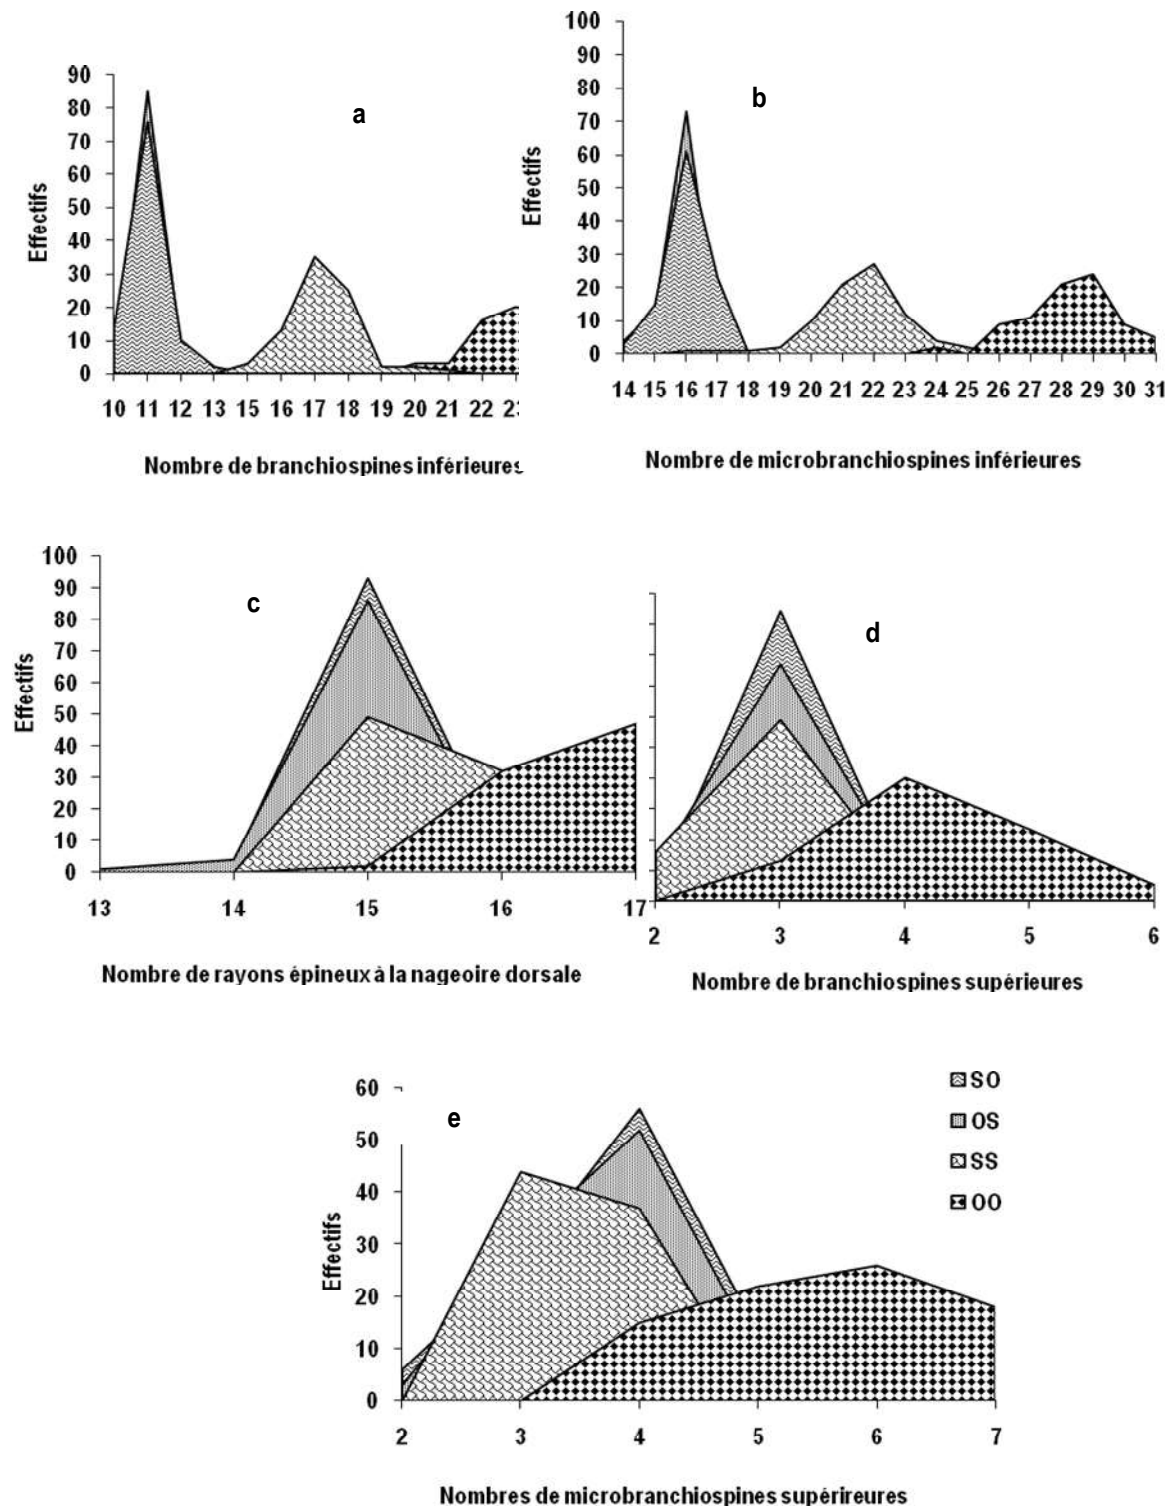 a
90
80
70
60
50
40
30
20
10
0
Effectifs
10 11 12 13 14 15 16 17 18 19 20 21 22
Nombre de branchiospines inférieures
b
100
90
80
70
60
50
40
30
20
10
0
Effectifs
14 15 16 17 18 19 20 21 22 23 24 25 26 27 28 29 30 31
Nombre de microbranchiospines inférieures
c
100
90
80
70
60
50
40
30
20
10
0
Effectifs
13 14 15 16 17
Nombre de rayons épineux à la nageoire dorsale
d
2 3 4 5 6
Nombre de branchiospines supérieures
e
60
50
40
30
20
10
0
Effectifs
2 3 4 5 6 7
Nombres de microbranchiospines supérireures
SO
OS
SS
OO